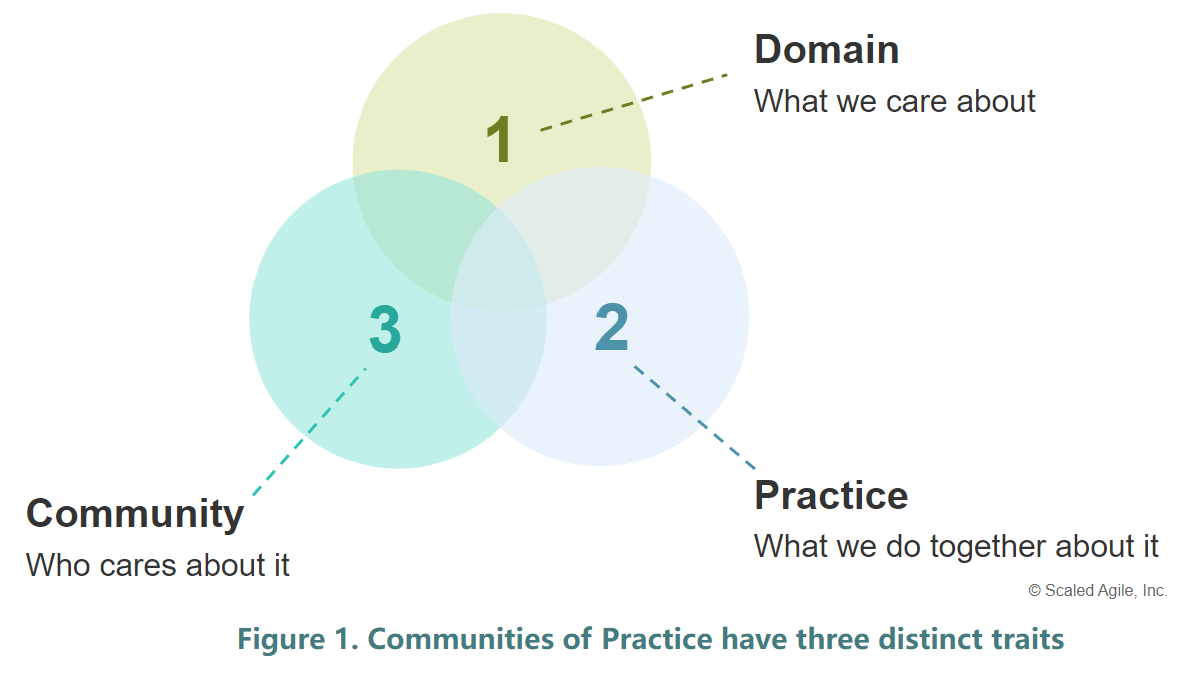 1
Domain
What we care about
3
2
Community
Who cares about it
Practice
What we do together about it
© Scaled Agile, Inc.
Figure 1. Communities of Practice have three distinct traits